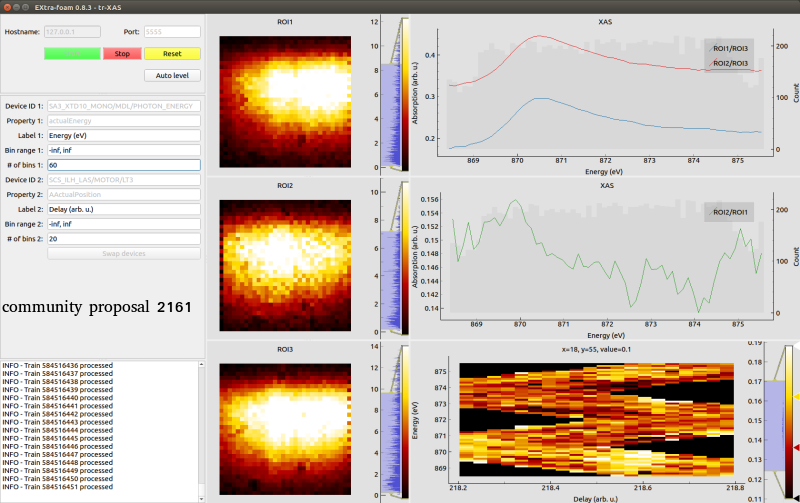 EXtra-foam 0.8.3 - tr-XAS
Hostname: 127.0.0.1 Port: 5555
Stop Reset
Auto level
Device ID 1: SA3_XTD10_MONO/MOL/PHOTON_ENERGY
Property 1: actualEnergy
Label 1: Energy (eV)
Bin range 1: -inf, inf
# of bins 1: 60
Device ID 2: SCS_ILH_LAS/MOTOR/LT3
Property 2: AActualPosition
Label 2: Delay (arb. u.)
Bin range 2: -inf, inf
# of bins 2: 20
Swap devices
community proposal 2161
INFO - Train 584516436 processed
INFO - Train 584516437 processed
INFO - Train 584516438 processed
INFO - Train 584516439 processed
INFO - Train 584516440 processed
INFO - Train 584516441 processed
INFO - Train 584516442 processed
INFO - Train 584516443 processed
INFO - Train 584516444 processed
INFO - Train 584516445 processed
INFO - Train 584516446 processed
INFO - Train 584516447 processed
INFO - Train 584516448 processed
INFO - Train 584516449 processed
INFO - Train 584516450 processed
INFO - Train 584516451 processed
ROI1
12
10
8
6
4
2
0
XAS
ROI1/ROI3
ROI2/ROI3
Absorption (arb. u.)
0.4
0.3
0.2
869 870 871 872 873 874 875
Energy (eV)
200
100
0
Count
ROI2
10
8
6
4
2
0
XAS
ROI2/ROI1
Absorption (arb. u.)
0.156
0.154
0.152
0.15
0.148
0.146
0.144
0.142
0.14
869 870 871 872 873 874 875
Energy (eV)
200
100
0
Count
ROI3
14
12
10
8
6
4
2
0
x=18, y=55, value=0.1
Energy (eV)
875
874
873
872
871
870
869
218.2 218.4 218.6 218.8
Delay (arb. u.)
0.19
0.18
0.17
0.16
0.15
0.14
0.13
0.12
0.11